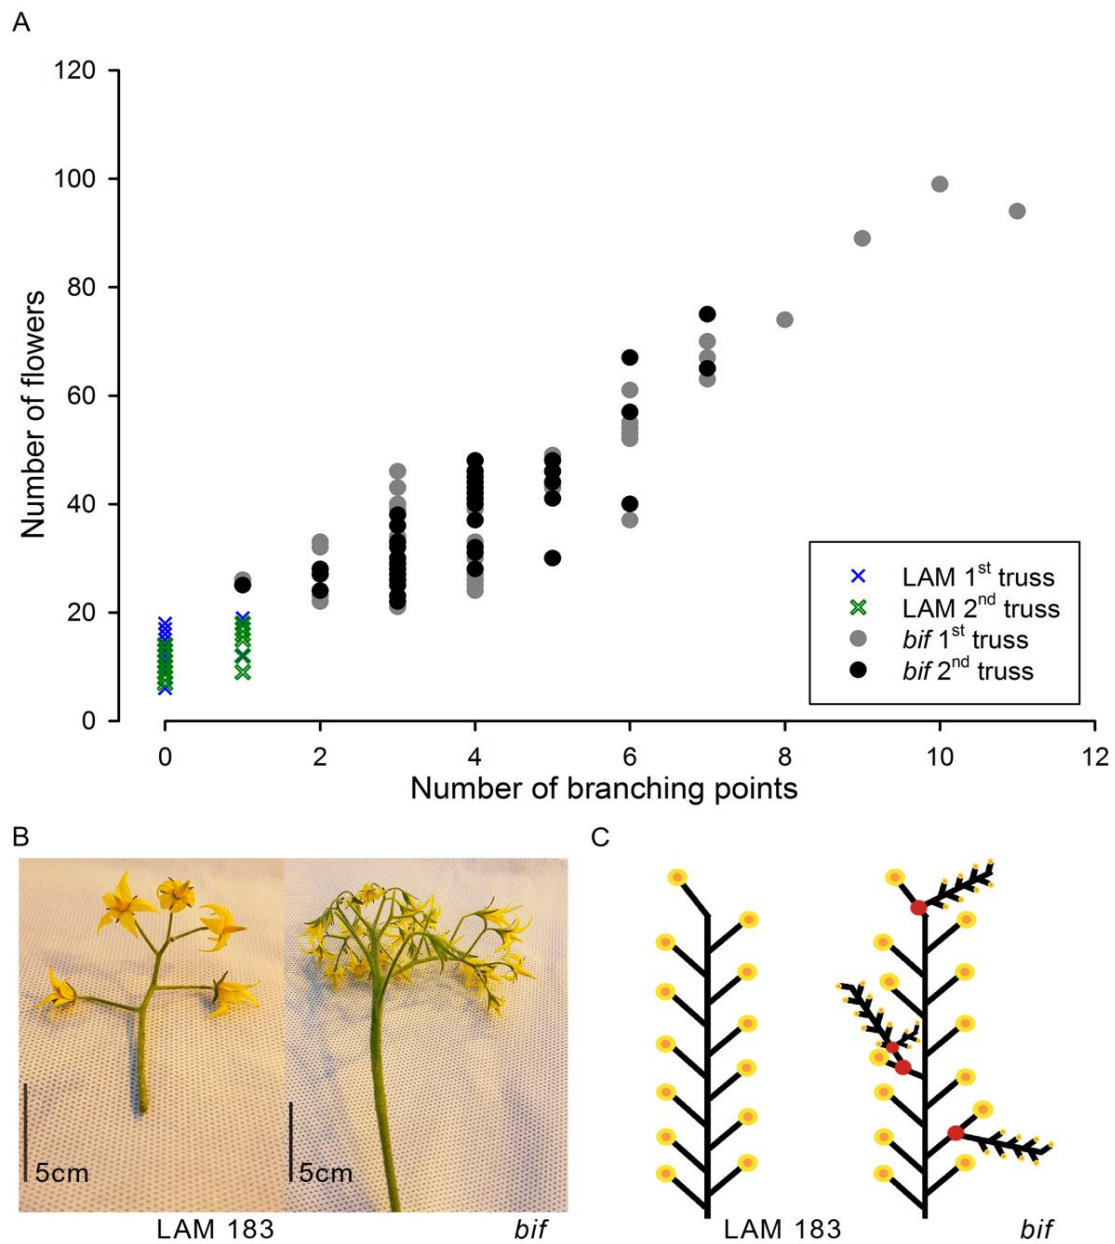 A
120
100
80
60
40
20
0
Number of flowers
0 2 4 6 8 10 12
Number of branching points
LAM 1st truss
LAM 2nd truss
bif 1st truss
bif 2nd truss
B
C
5cm
5cm
LAM 183
bif
LAM 183
bif